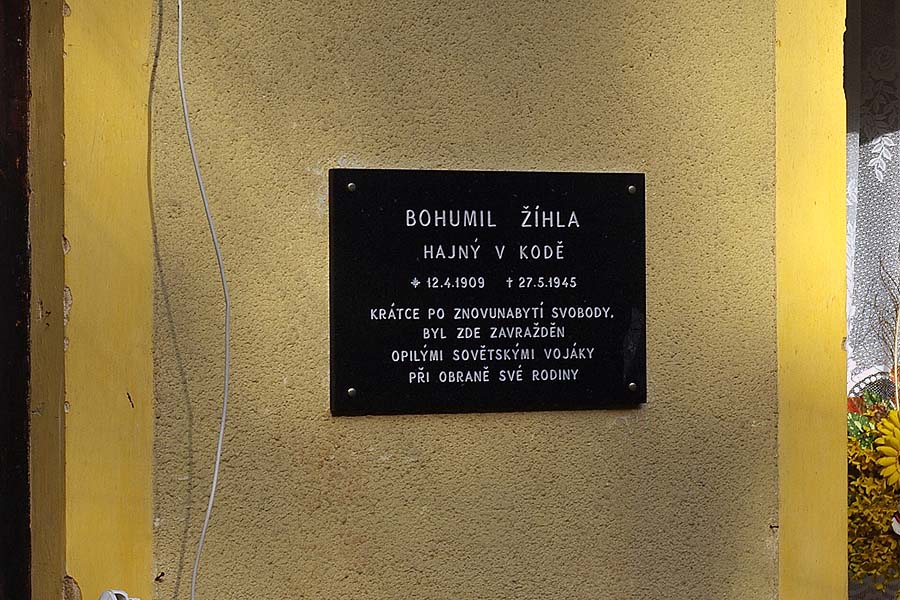 BOHUMIL ŽÍHLA
HAJNÝ V KODĚ
* 12.4.1909 † 27.5.1945
KRÁTCE PO ZNOVUNABYTÍ SVOBODY,
BYL ZDE ZAVRAŽDĚN
OPILÝMI SOVĚTSKÝMI VOJÁKY
PŘI OBRANĚ SVÉ RODINY